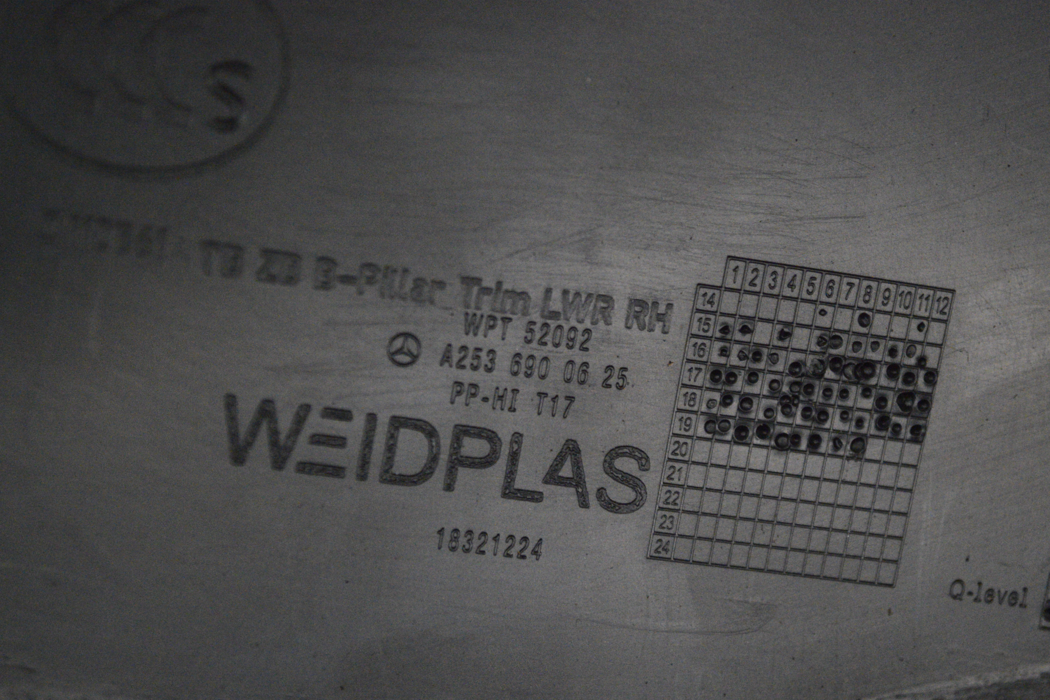 S
TB ZB B-Pillar Trim LWR RH
WPT 52092
A253 690 06 25
PP-HI T17
WEIDPLAS
18321224
1 2 3 4 5 6 7 8 9 10 11 12
14
15
16
17
18
19
20
21
22
23
24
Q-level